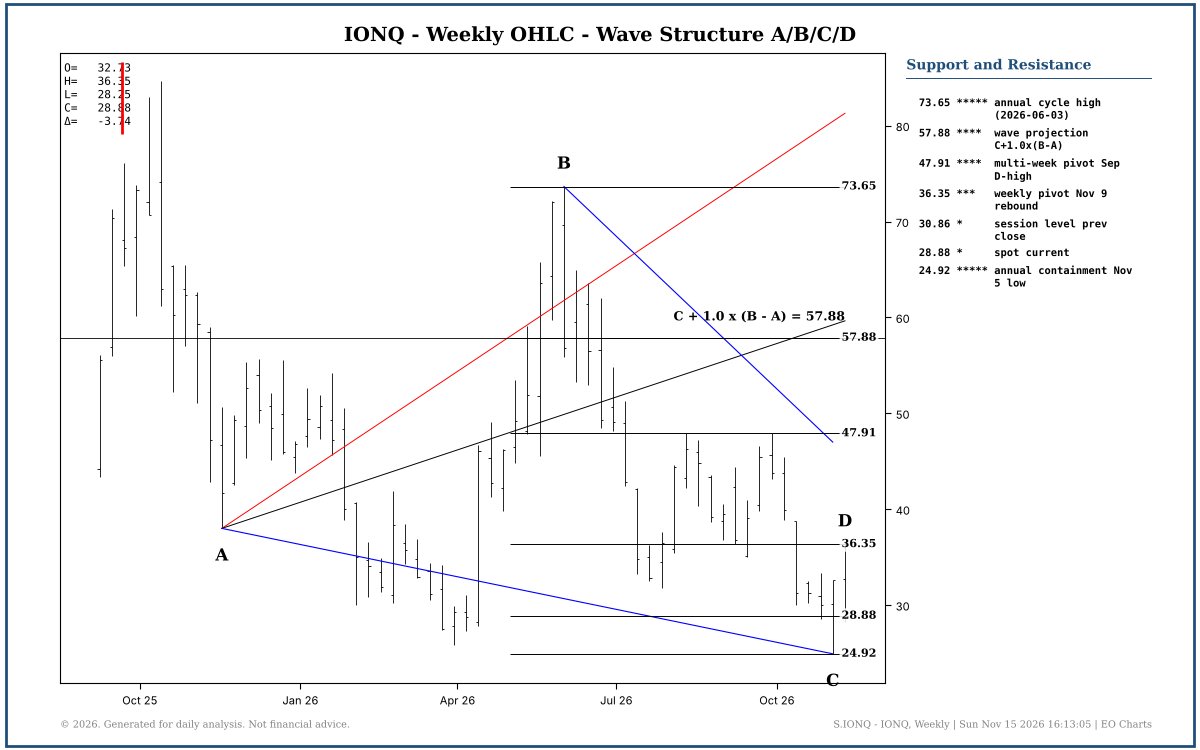 IONQ - Weekly OHLC - Wave Structure A/B/C/D
O= 32.73
H= 36.35
L= 28.25
C= 28.88
Δ= -3.74
B
73.65
C + 1.0 x (B - A) = 57.88
57.88
47.91
D
36.35
A
28.88
24.92
C
80
70
60
50
40
30
Oct 25
Jan 26
Apr 26
Jul 26
Oct 26
Support and Resistance
73.65 ***** annual cycle high
(2026-06-03)
57.88 **** wave projection
C+1.0x(B-A)
47.91 **** multi-week pivot Sep
D-high
36.35 *** weekly pivot Nov 9
rebound
30.86 * session level prev
close
28.88 * spot current
24.92 ***** annual containment Nov
5 low
© 2026. Generated for daily analysis. Not financial advice.
S.IONQ - IONQ, Weekly | Sun Nov 15 2026 16:13:05 | EO Charts